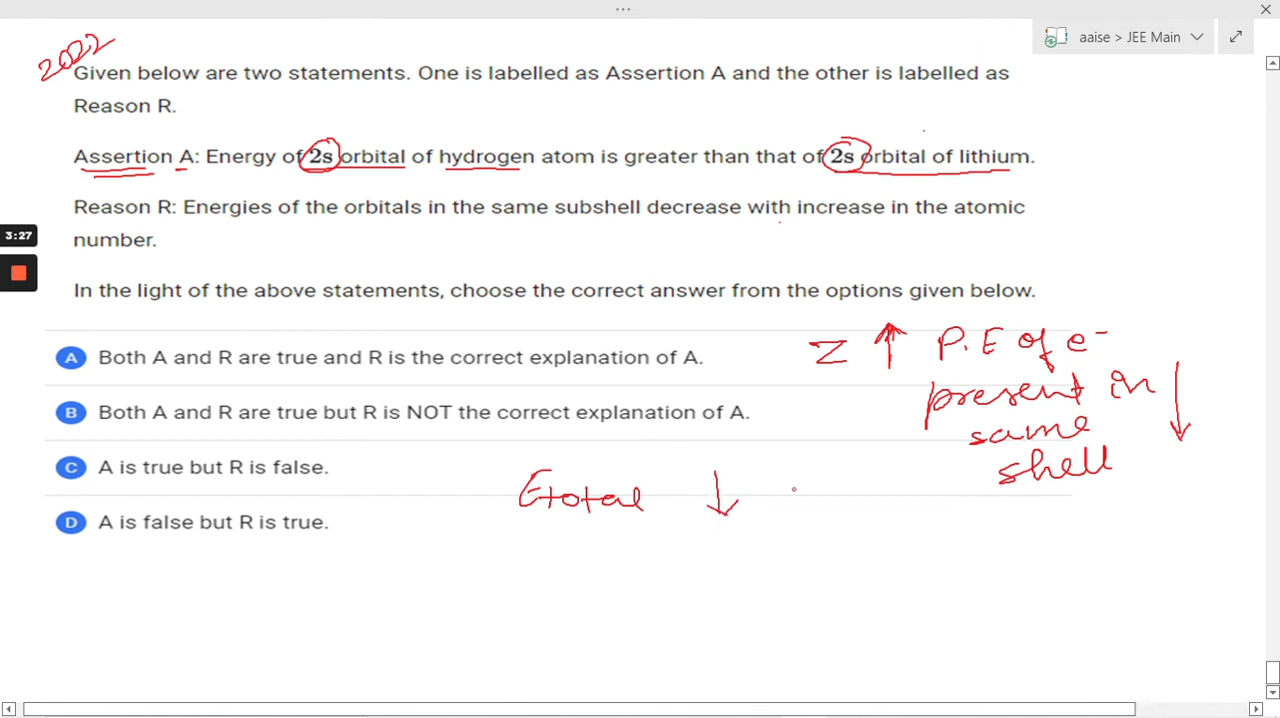 ...
aaise > JEE Main
2022
Given below are two statements. One is labelled as Assertion A and the other is labelled as
Reason R.
Assertion A: Energy of 2s orbital of hydrogen atom is greater than that of 2s orbital of lithium.
Reason R: Energies of the orbitals in the same subshell decrease with increase in the atomic
number.
3:27
In the light of the above statements, choose the correct answer from the options given below.
A Both A and R are true and R is the correct explanation of A.
B Both A and R are true but R is NOT the correct explanation of A.
C A is true but R is false.
D A is false but R is true.
Z ↑ P.E of e⁻
present in ↓
same
shell
Etotal ↓